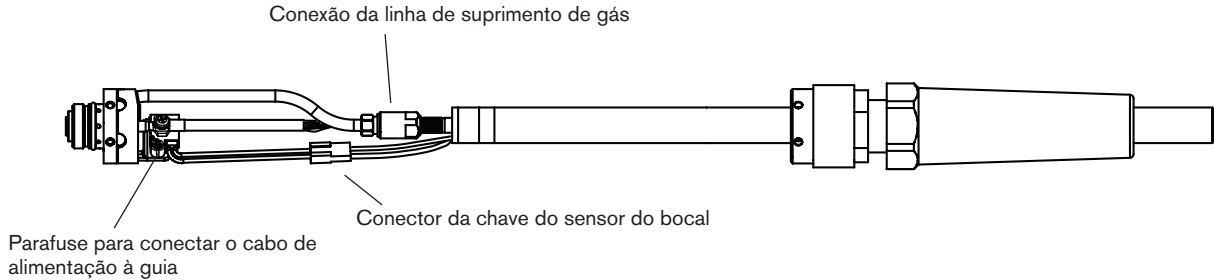 Conexão da linha de suprimento de gás
Conector da chave do sensor do bocal
Parafuse para conectar o cabo de
alimentação à guia